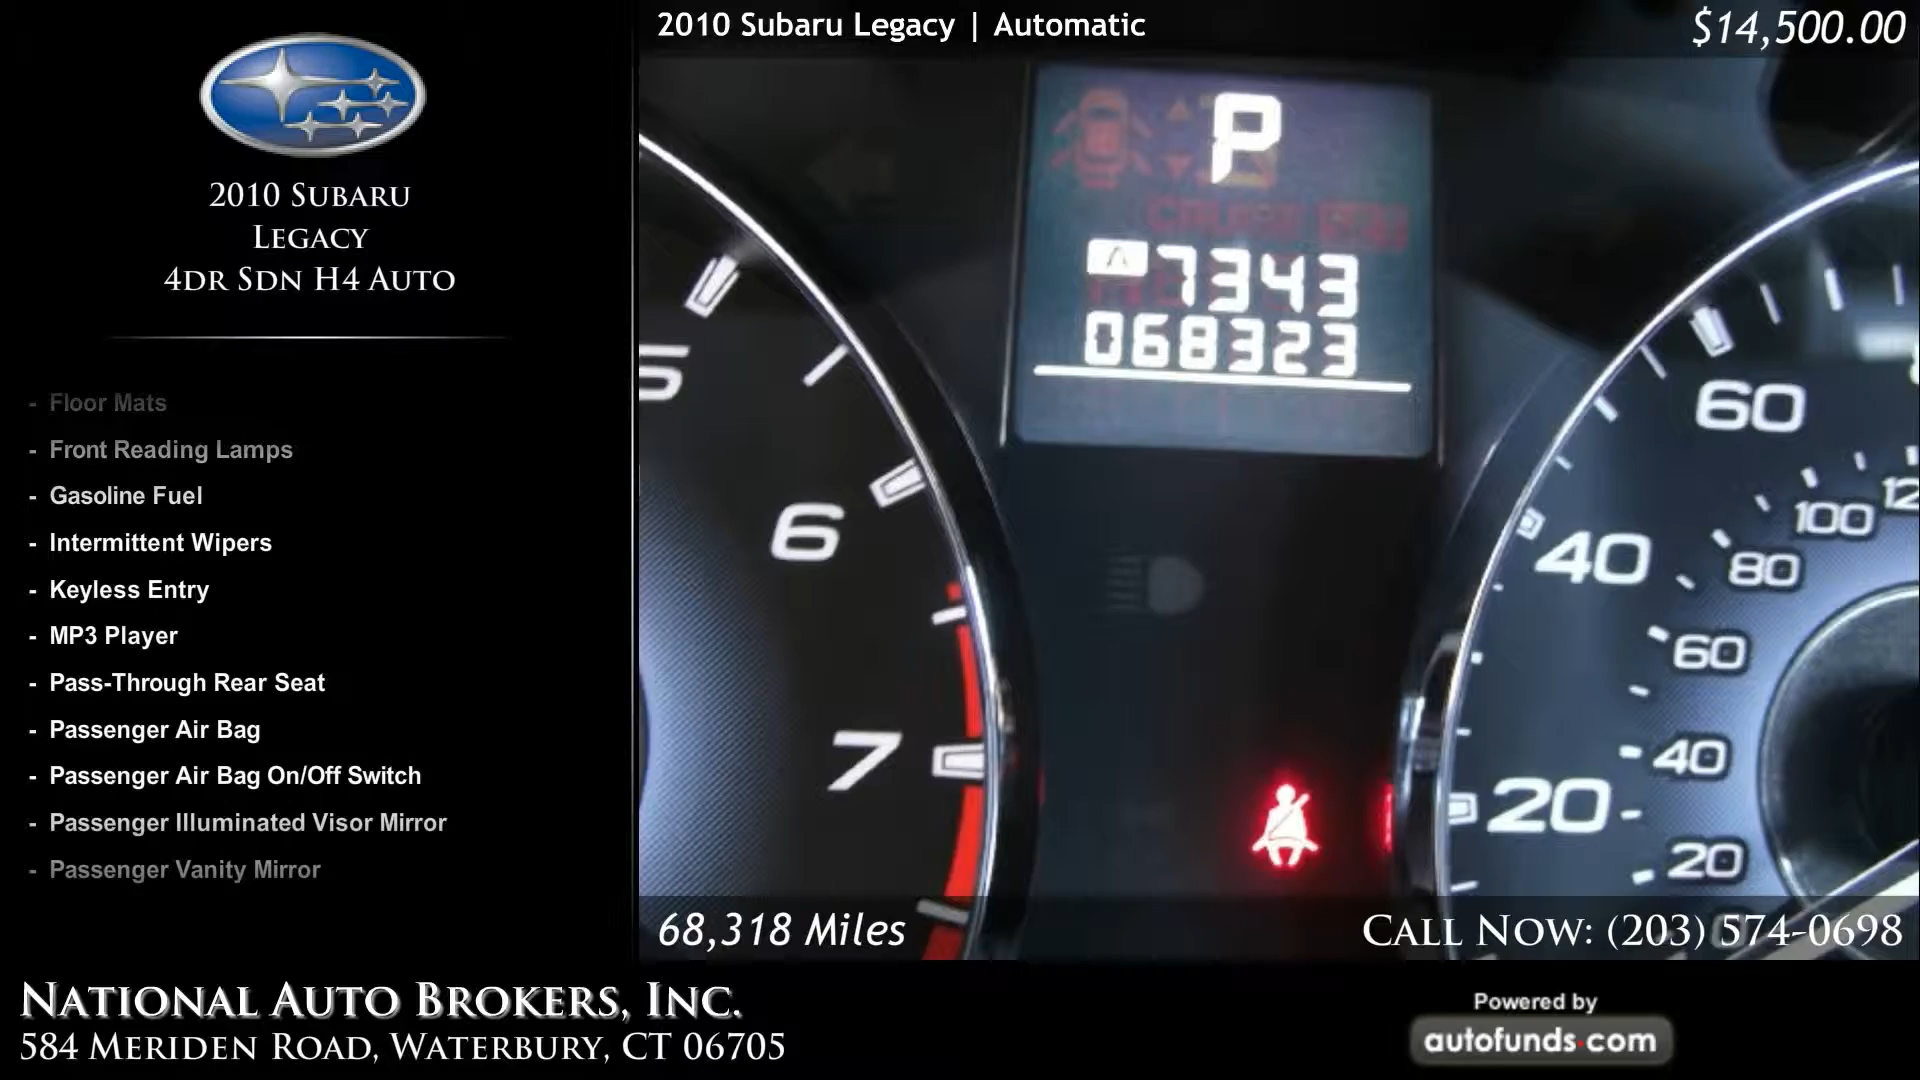 2010 Subaru Legacy | Automatic
$14,500.00
2010 SUBARU
LEGACY
4DR SDN H4 AUTO
- Floor Mats
- Front Reading Lamps
- Gasoline Fuel
- Intermittent Wipers
- Keyless Entry
- MP3 Player
- Pass-Through Rear Seat
- Passenger Air Bag
- Passenger Air Bag On/Off Switch
- Passenger Illuminated Visor Mirror
- Passenger Vanity Mirror
P
A 7343
068323
5
6
7
60
40
20
100
80
60
40
20
68,318 Miles
CALL NOW: (203) 574-0698
NATIONAL AUTO BROKERS, INC.
584 MERIDEN ROAD, WATERBURY, CT 06705
Powered by
autofunds.com